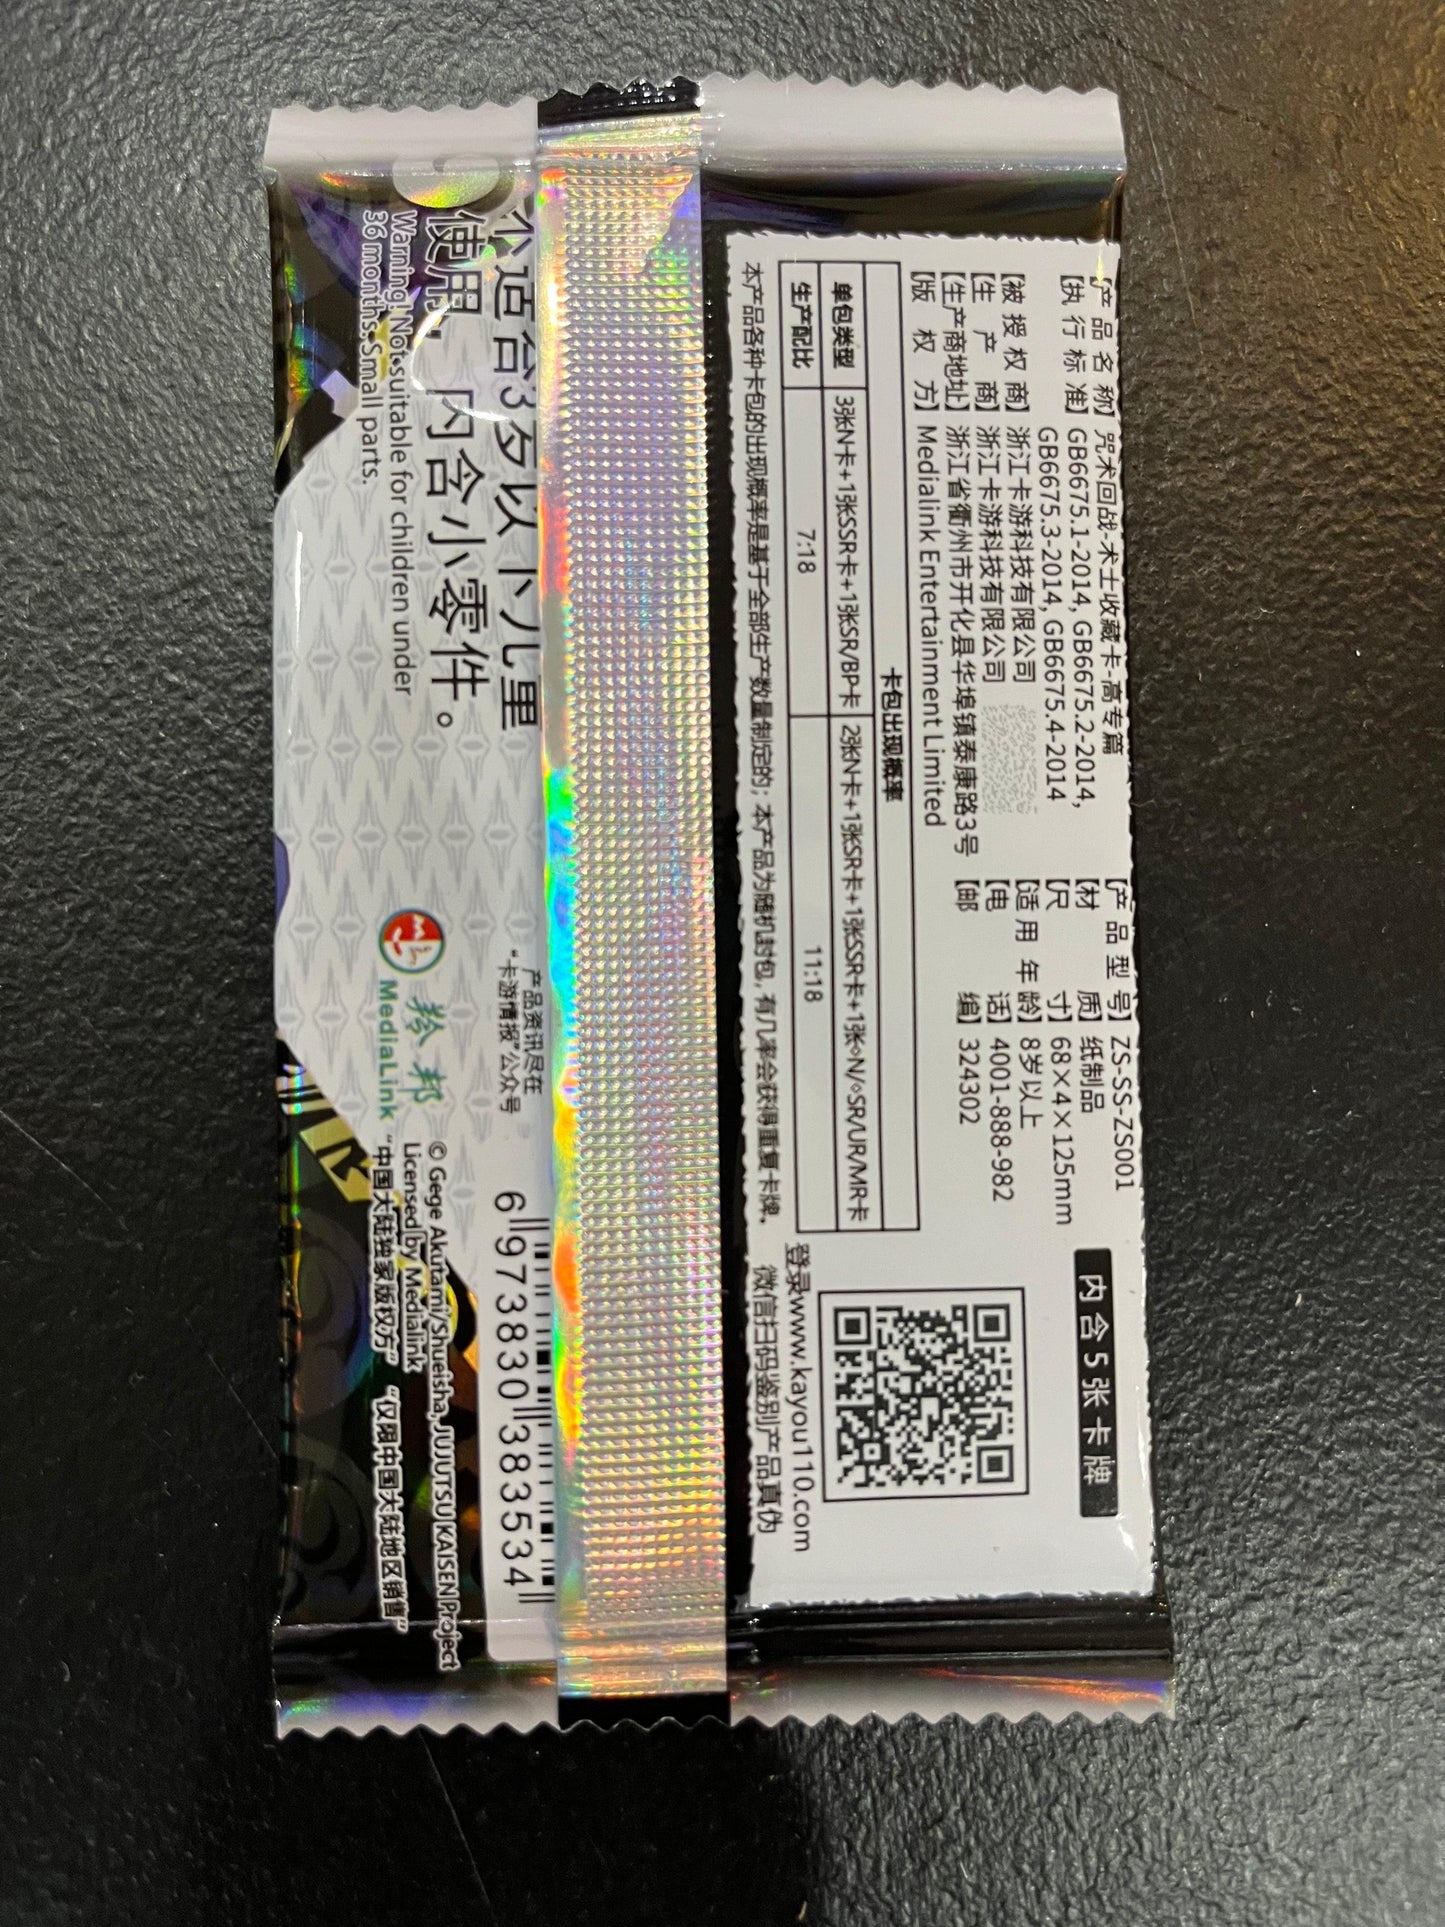 【产品名称】咒术回战-术士收藏卡-高专篇
【执行标准】GB6675.1-2014, GB6675.2-2014,
GB6675.3-2014, GB6675.4-2014
【被授权商】浙江卡游科技有限公司
【生产商】浙江卡游科技有限公司
【生产商地址】浙江省衢州市开化县华埠镇泰康路3号
【版权方】Medialink Entertainment Limited
【产品型号】ZS-SS-ZS001
【材质】纸制品
【尺寸】68×4×125mm
【适用年龄】8岁以上
【电话】4001-888-982
【邮编】324302
内含5张卡牌
卡包出现概率
单包类型 3张N卡+1张SSR卡+1张SR/BP卡 2张N卡+1张SR卡+1张SSR卡+1张◇N/◇SR/UR/MR卡
生产配比 7:18 11:18
本产品各种卡包的出现概率是基于全部生产数量制定的；本产品为随机封包，有几率会获得重复卡牌。
登录www.kayou110.com
微信扫码鉴别产品真伪
不适合3岁以下儿童
使用，内含小零件。
Warning! Not suitable for children under
36 months. Small parts.
产品资讯尽在
“卡游情报”公众号
羚邦
MediaLink
6 973830 383534
© Gege Akutami/Shueisha, JUJUTSU KAISEN Project
Licensed by Medialink
“中国大陆独家版权方” “仅限中国大陆地区销售”